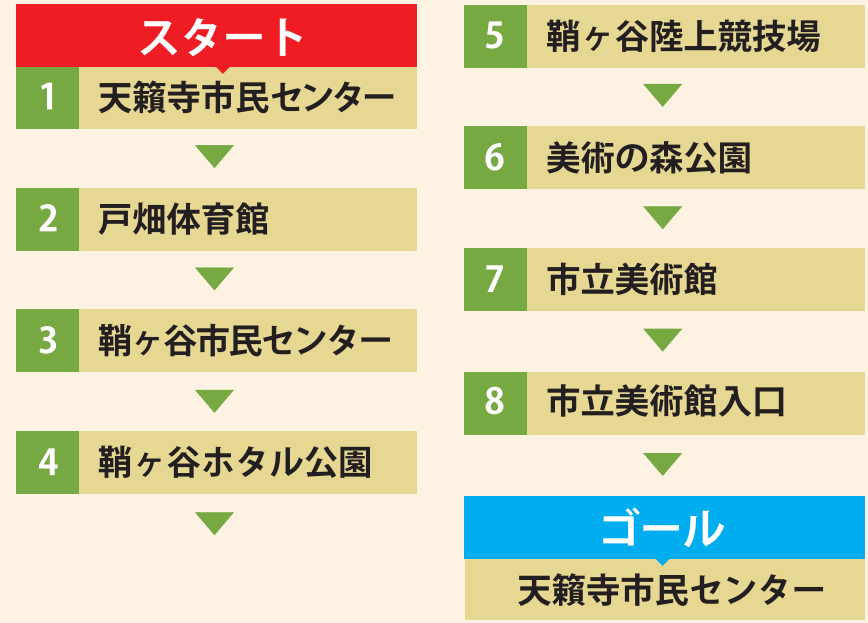 スタート
1 天籟寺市民センター
2 戸畑体育館
3 鞘ヶ谷市民センター
4 鞘ヶ谷ホタル公園
5 鞘ヶ谷陸上競技場
6 美術の森公園
7 市立美術館
8 市立美術館入口
ゴール
天籟寺市民センター